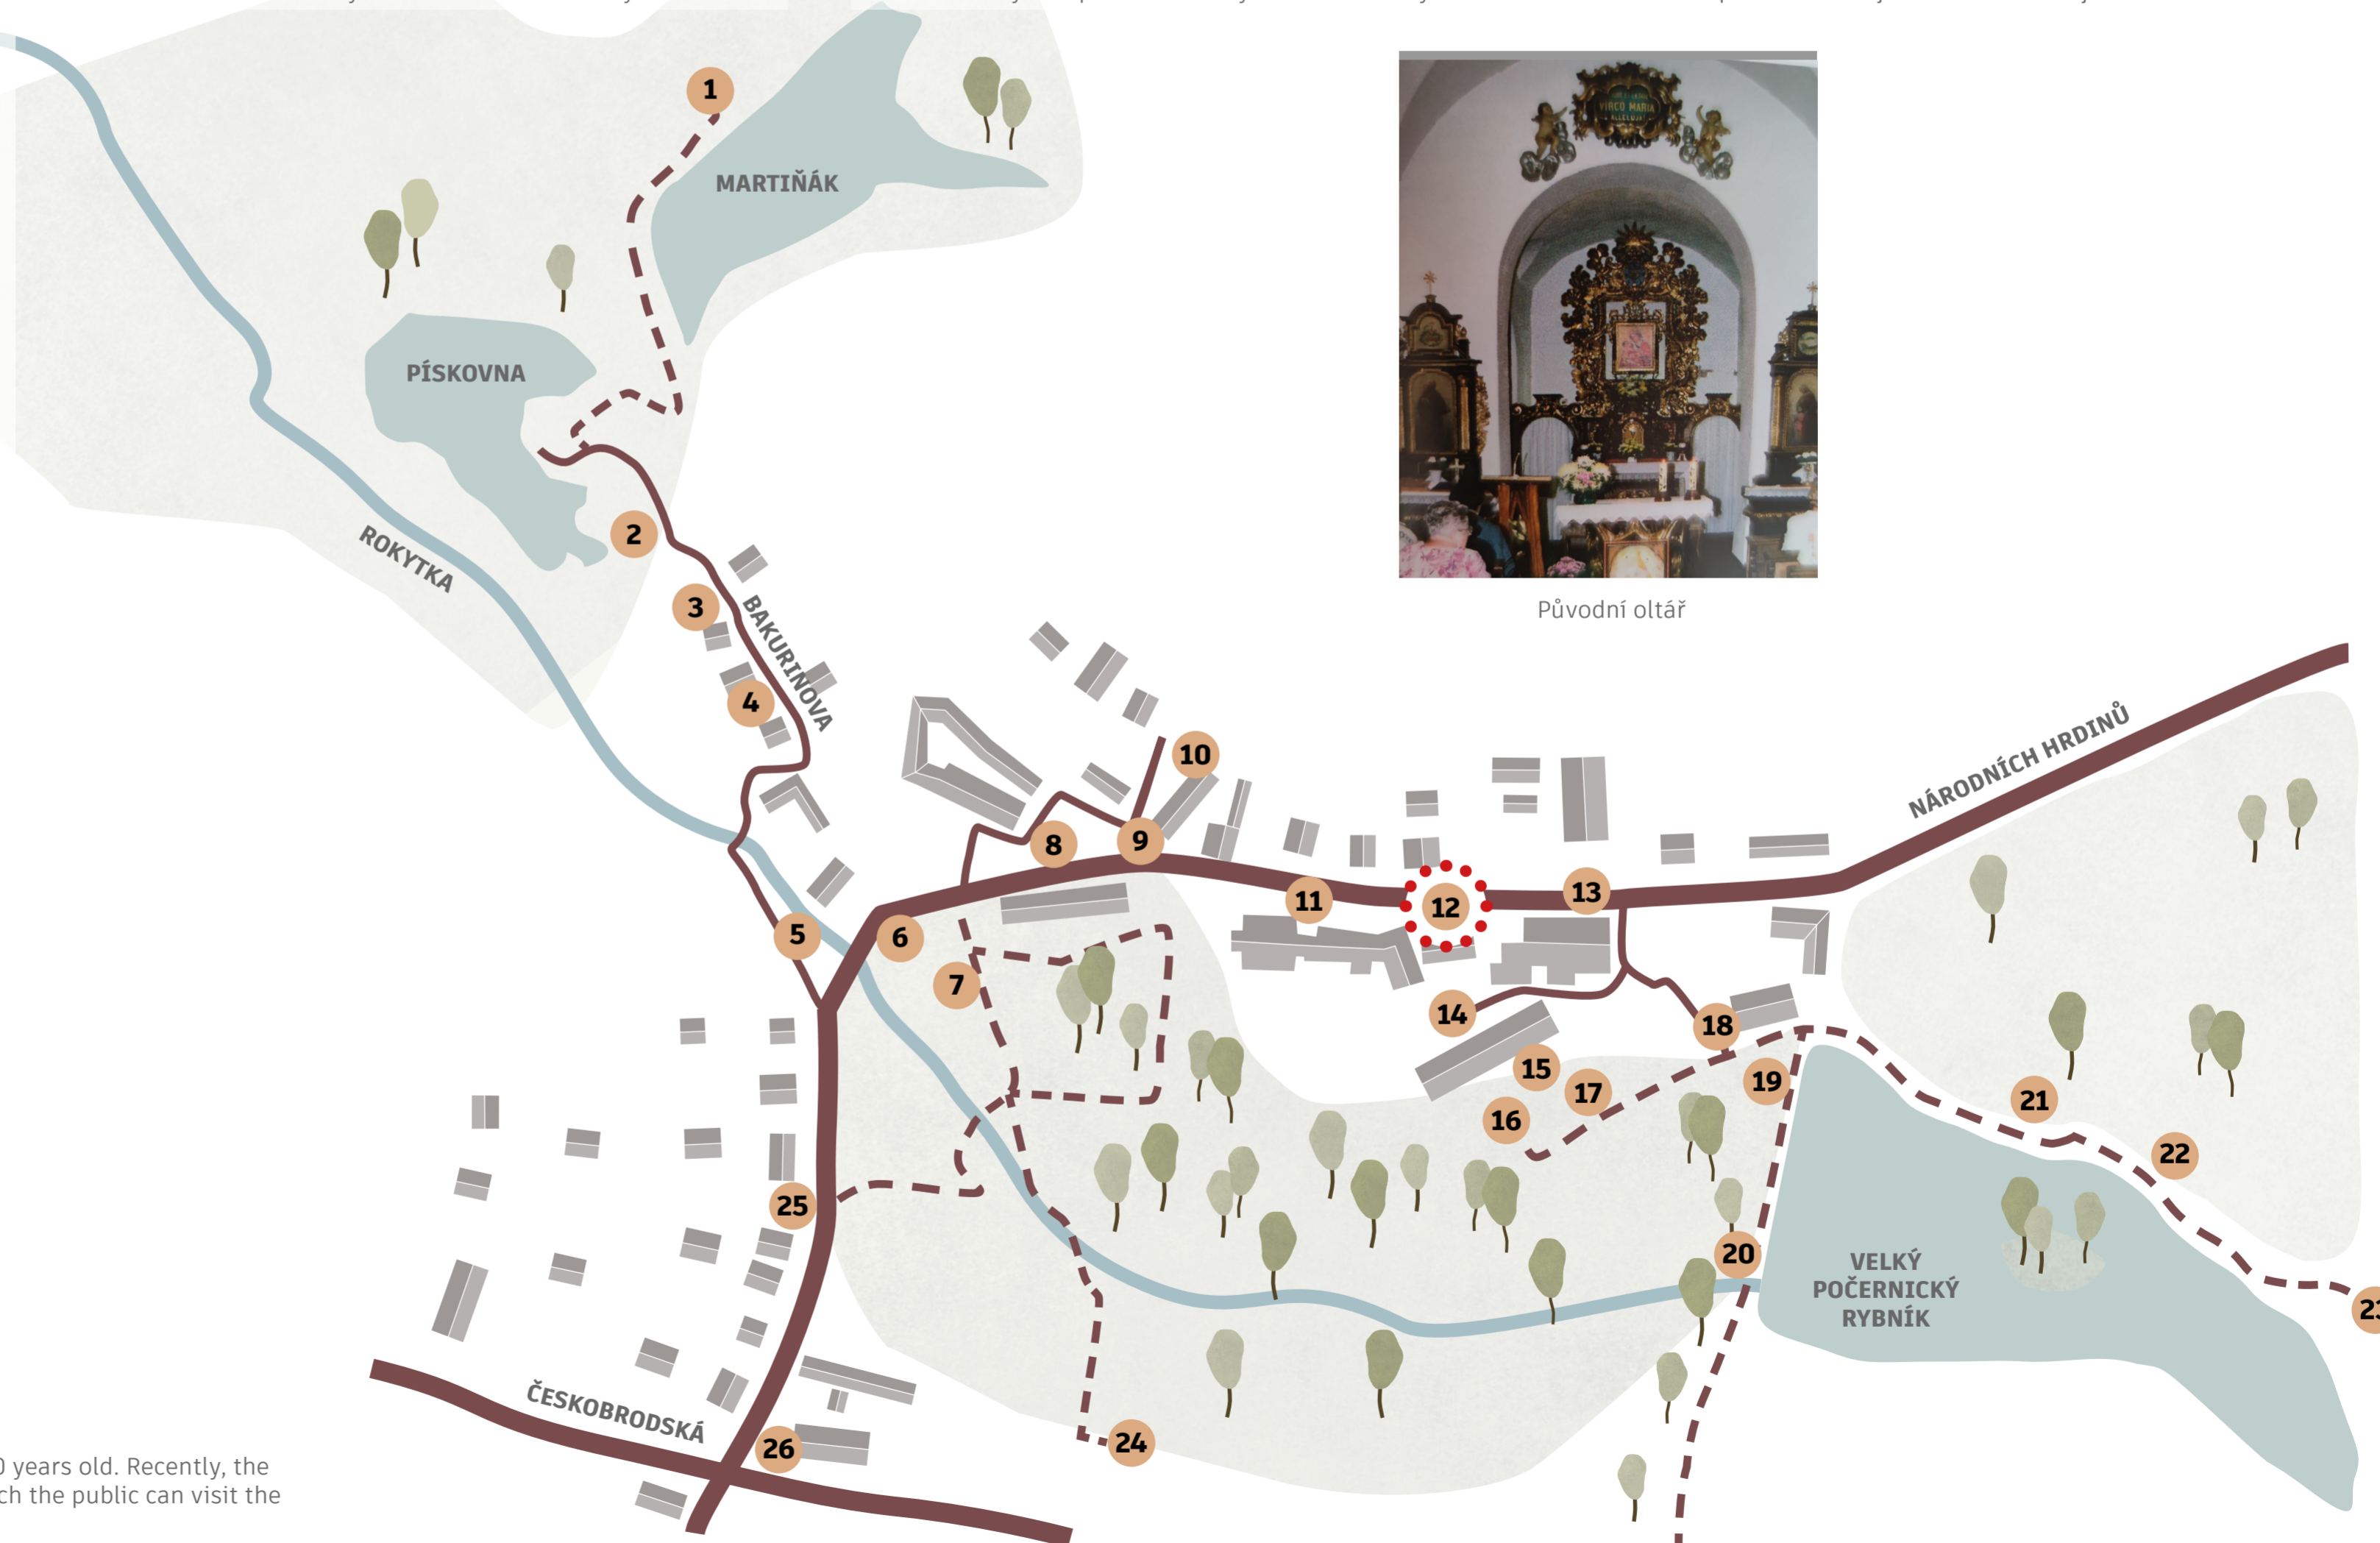 1
VIRGO MARIA
MARTIŇÁK
PÍSKOVNA
ROKYTKA
2
3
BAKURINOVA
4
Původní oltář
NÁRODNÍCH HRDINŮ
10
9
8
11
12
13
5
6
7
14
18
15
17
16
19
21
22
20
23
VELKÝ
POČERNICKÝ
RYBNÍK
25
24
ČESKOBRODSKÁ
26
years old. Recently, the
the public can visit the